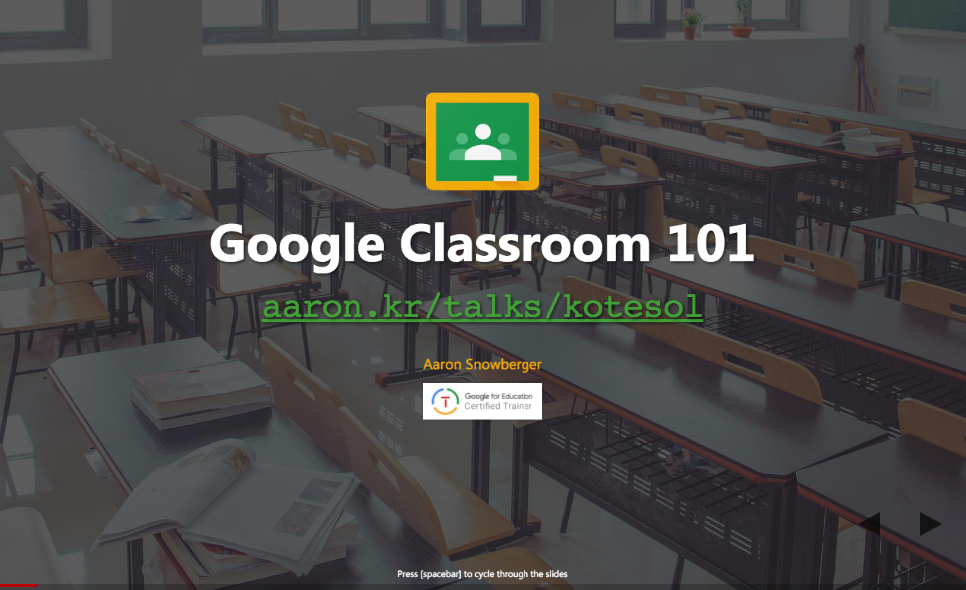 Google Classroom 101
aaron.kr/talks/kotesol
Aaron Snowberger
T
Google for Education
Certified Trainer
Press [spacebar] to cycle through the slides